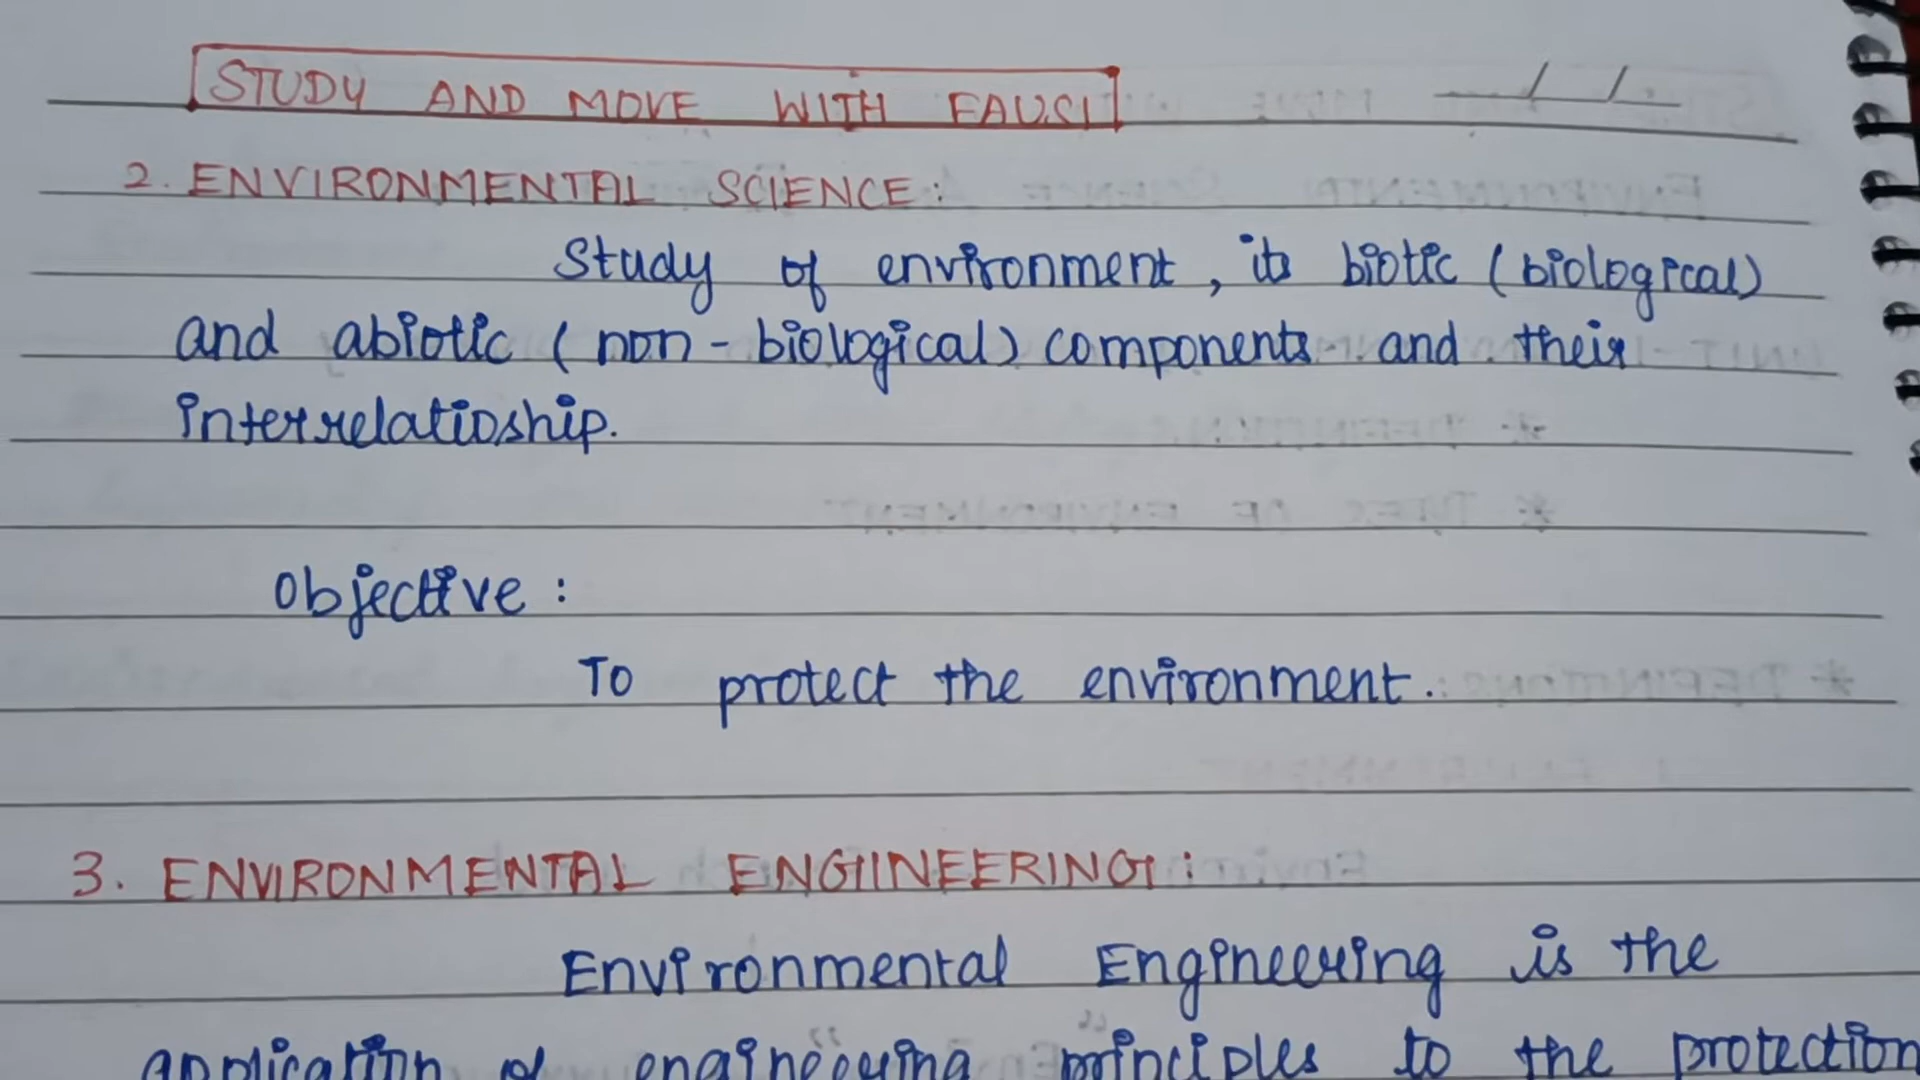 STUDY AND MOVE WITH FAUSI
2. ENVIRONMENTAL SCIENCE:
Study of environment, its biotic (biological)
and abiotic (non-biological) components and their
interrelatioship.
Objective:
To protect the environment.
3. ENVIRONMENTAL ENGINEERING:
Environmental Engineering is the
application of engineering principles to the protection